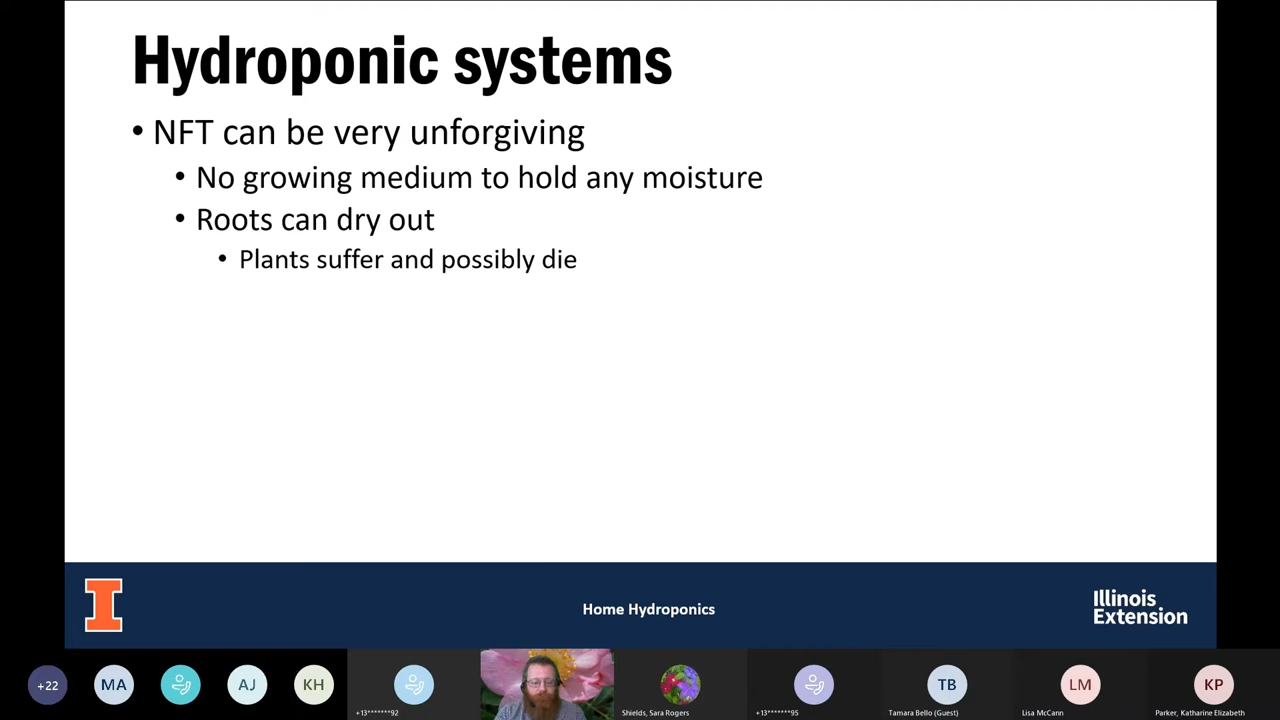 Hydroponic systems
• NFT can be very unforgiving
• No growing medium to hold any moisture
• Roots can dry out
• Plants suffer and possibly die
I
Home Hydroponics
Illinois
Extension
+22
MA
AJ
KH
+13*******92
Shields, Sara Rogers
+13*******95
TB
Tamara Bello (Guest)
LM
Lisa McCann
KP
Parker, Katharine Elizabeth